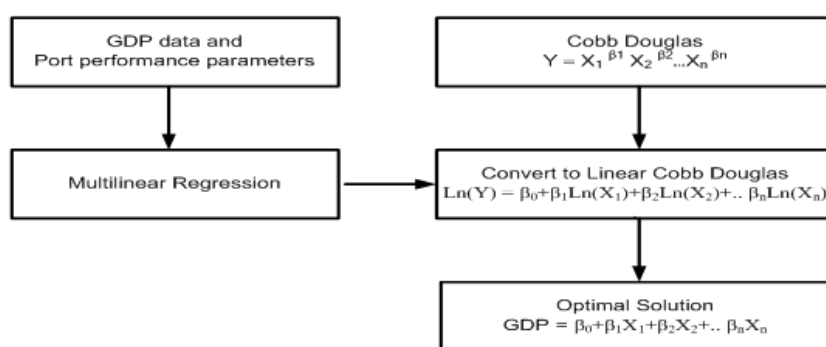 GDP data and
Port performance parameters
Cobb Douglas
Y = X₁ ᵝ¹ X₂ ᵝ²...Xₙ ᵝⁿ
Multilinear Regression
Convert to Linear Cobb Douglas
Ln(Y) = β₀+β₁Ln(X₁)+β₂Ln(X₂)+.. βₙLn(Xₙ)
Optimal Solution
GDP = β₀+β₁X₁+β₂X₂+.. βₙXₙ